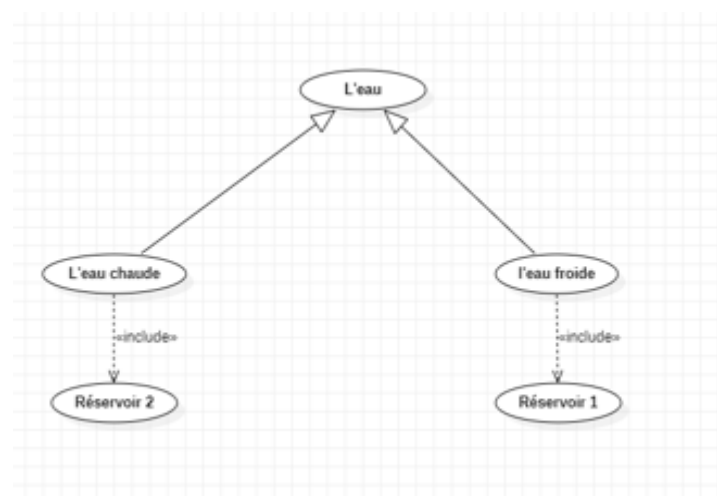 L'eau
L'eau chaude
l'eau froide
«include»
«include»
Réservoir 2
Réservoir 1